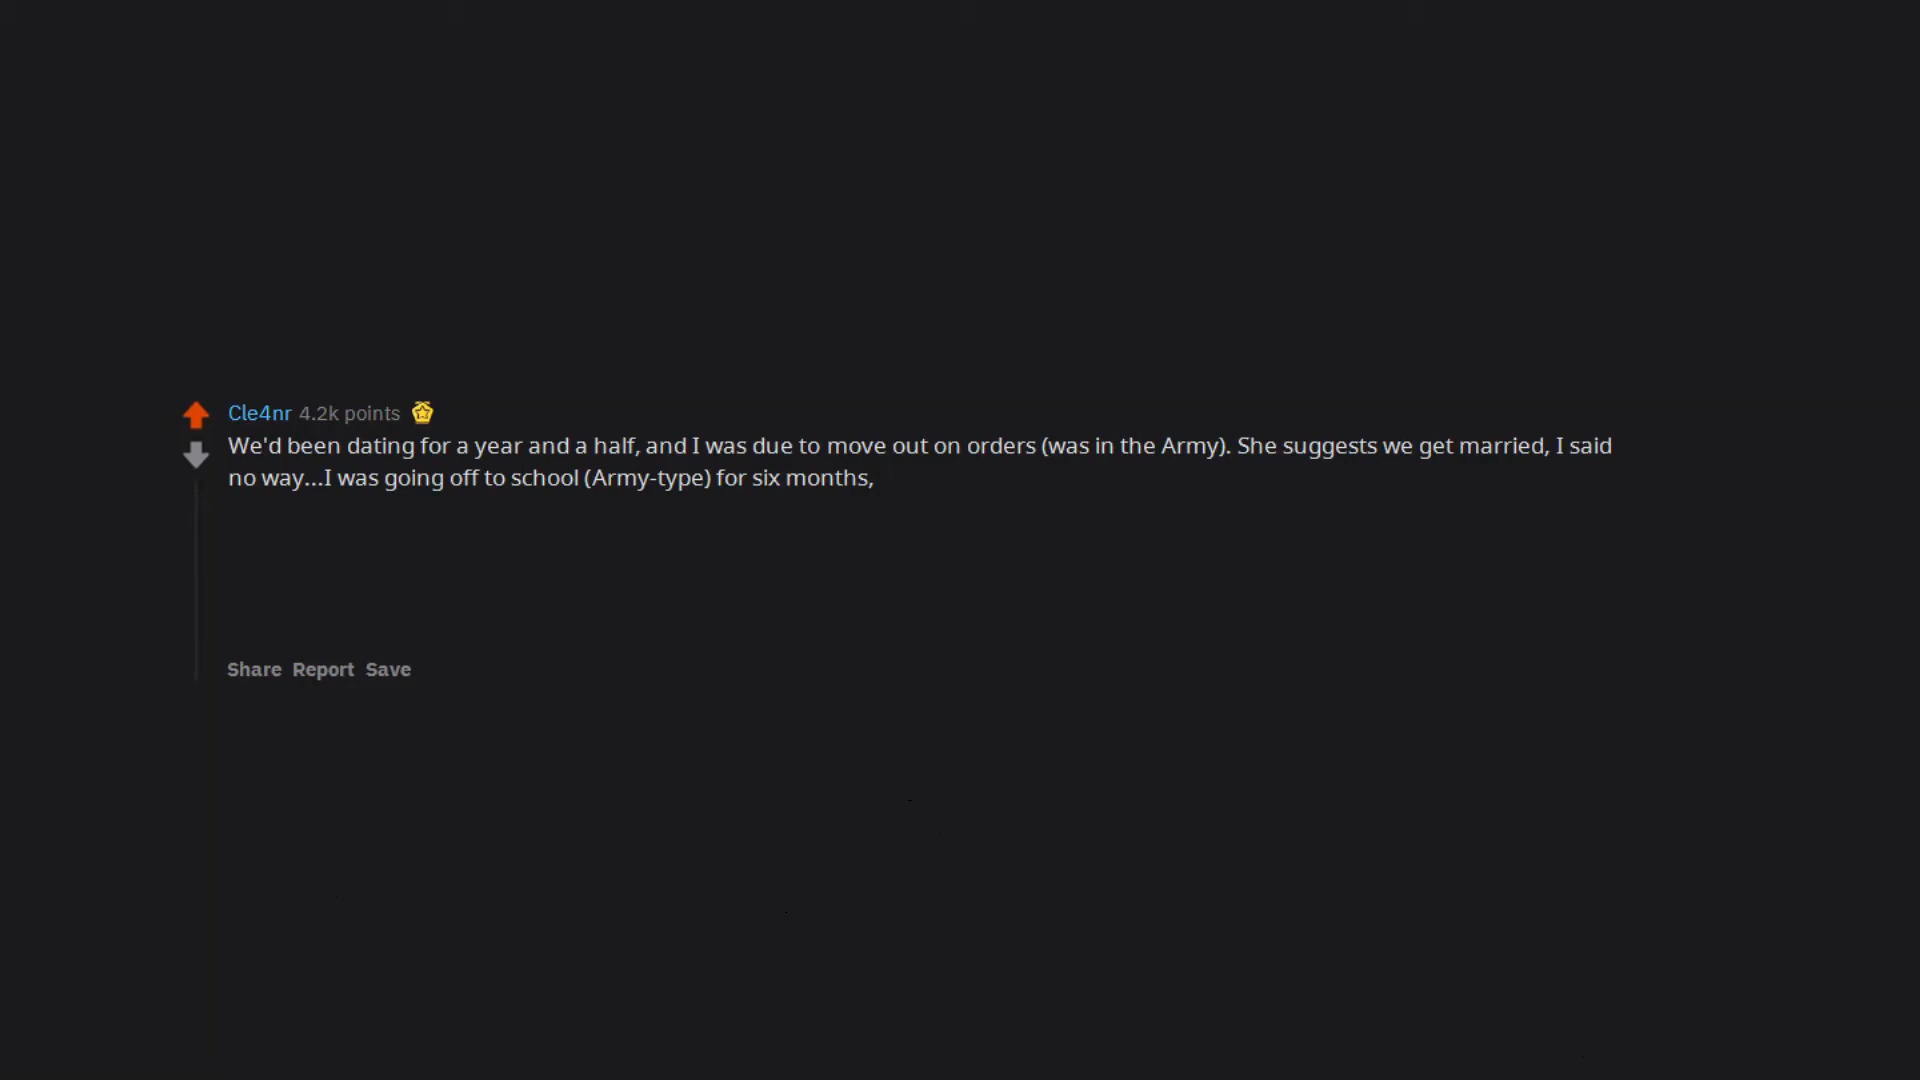 Cle4nr 4.2k points
We'd been dating for a year and a half, and I was due to move out on orders (was in the Army). She suggests we get married, I said
no way...I was going off to school (Army-type) for six months,
Share Report Save